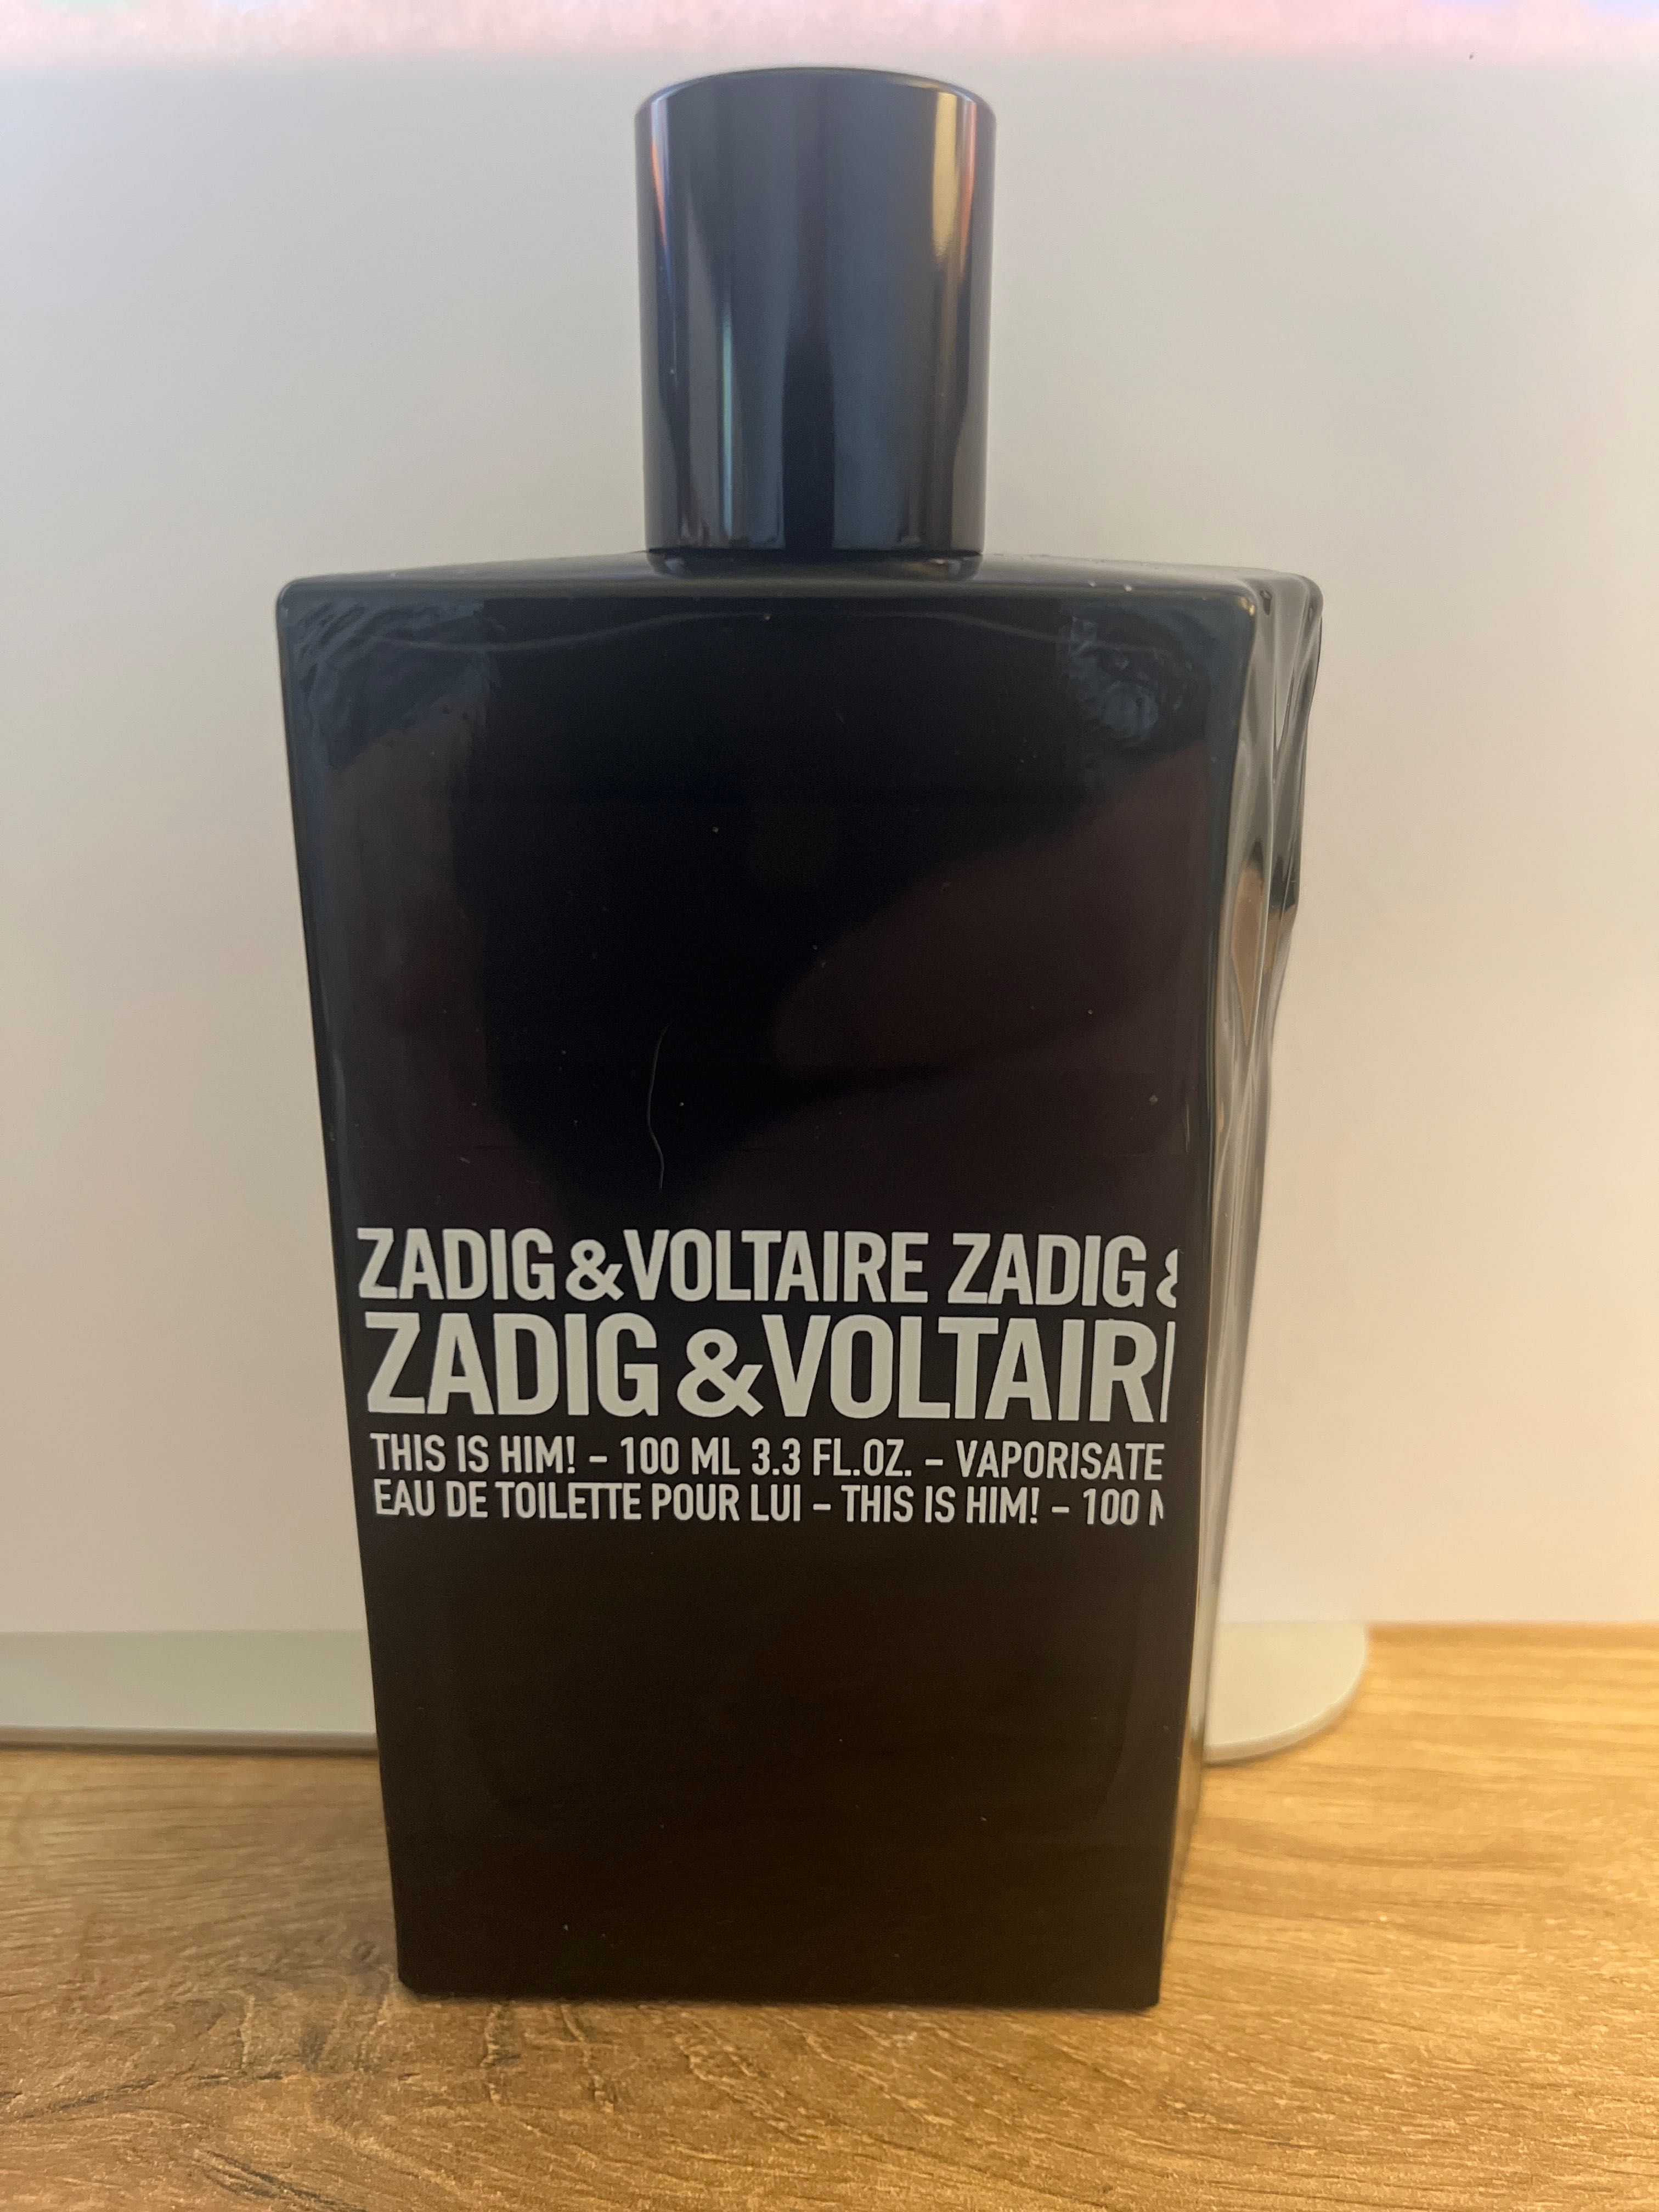 ZADIG & VOLTAIRE ZADIG &
ZADIG & VOLTAIR
THIS IS HIM! – 100 ML 3.3 FL.OZ. – VAPORISATE
EAU DE TOILETTE POUR LUI – THIS IS HIM! – 100